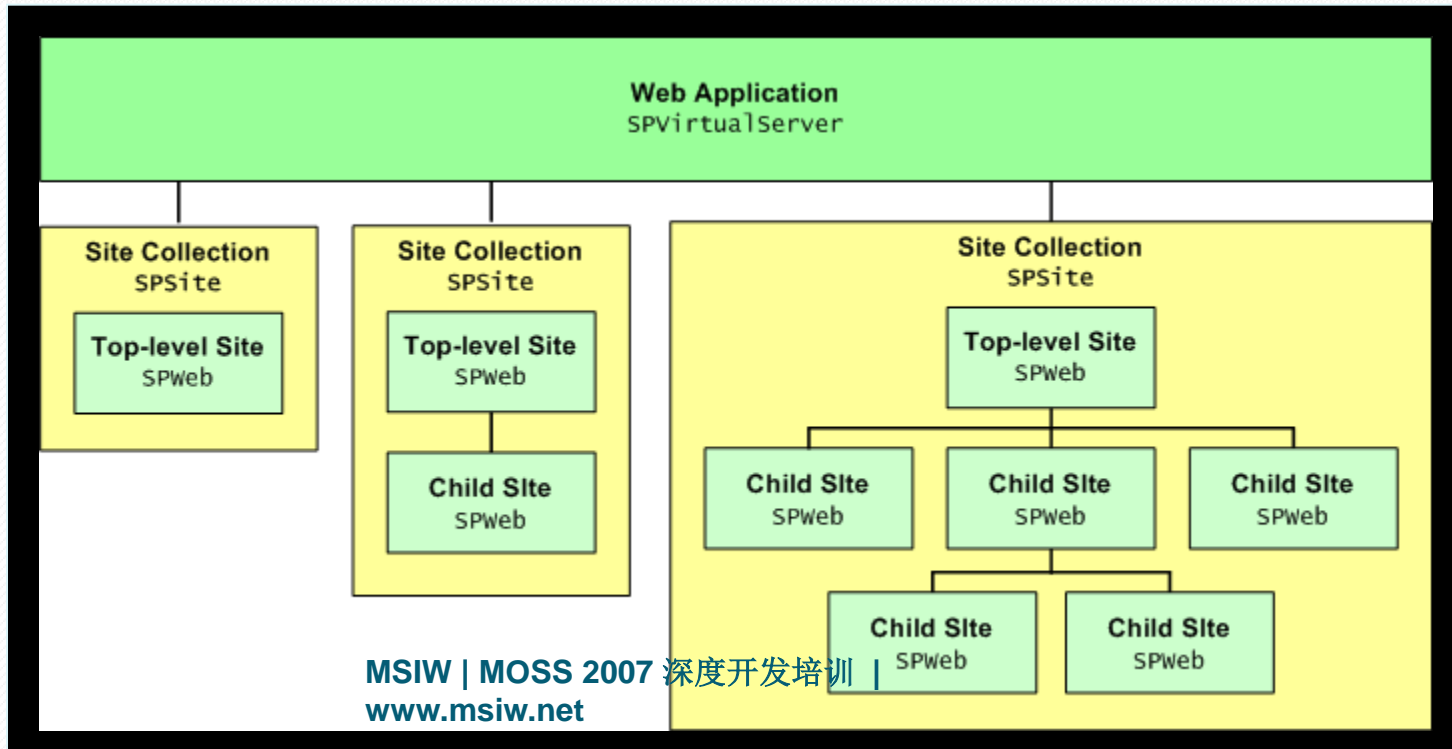 Web Application
SPVirtualServer
Site Collection
SPSite
Top-level Site
SPWeb
Site Collection
SPSite
Top-level Site
SPWeb
Child SIte
SPWeb
Site Collection
SPSite
Top-level Site
SPWeb
Child SIte
SPWeb
Child SIte
SPWeb
Child SIte
SPWeb
Child SIte
SPWeb
Child SIte
SPWeb
MSIW | MOSS 2007 深度开发培训 |
www.msiw.net